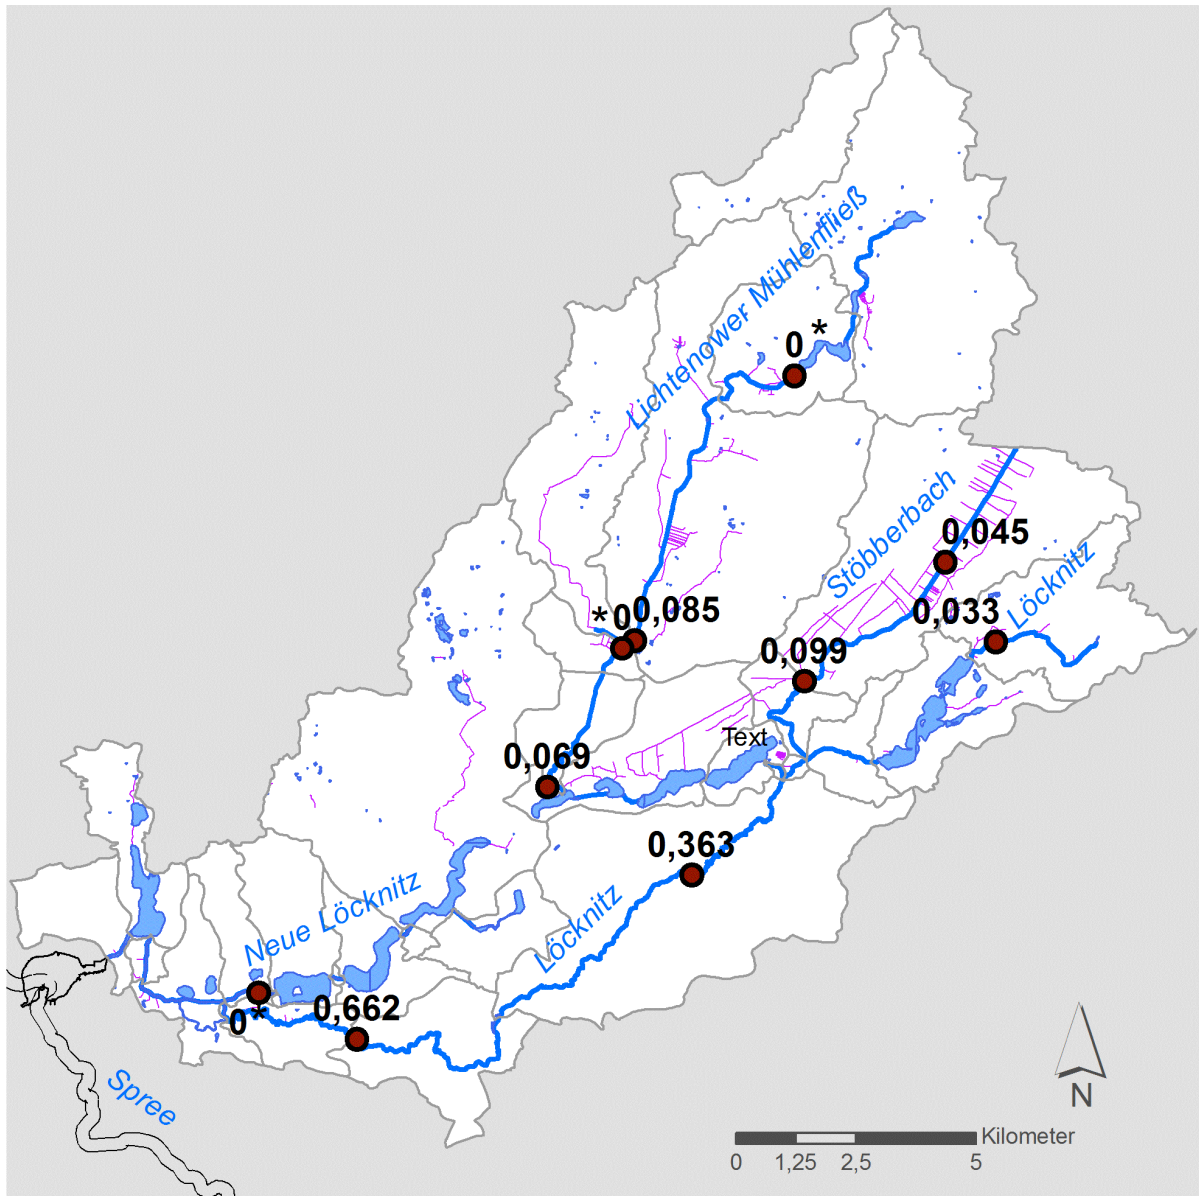 Lichtenower Mühlenfließ
0 *
Stöbberbach
0,045
Löcknitz
0,033
* 0
0,085
0,099
Text
0,069
0,363
Neue Löcknitz
Löcknitz
0 *
0,662
Spree
N
Kilometer
0 1,25 2,5 5